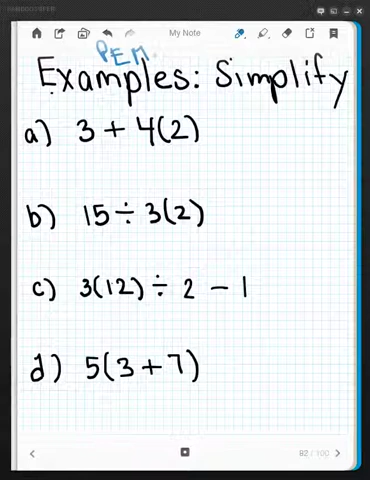 My Note
PEM
Examples: Simplify
a) 3 + 4(2)
b) 15 ÷ 3(2)
c) 3(12) ÷ 2 - 1
d) 5(3 + 7)
92 / 100